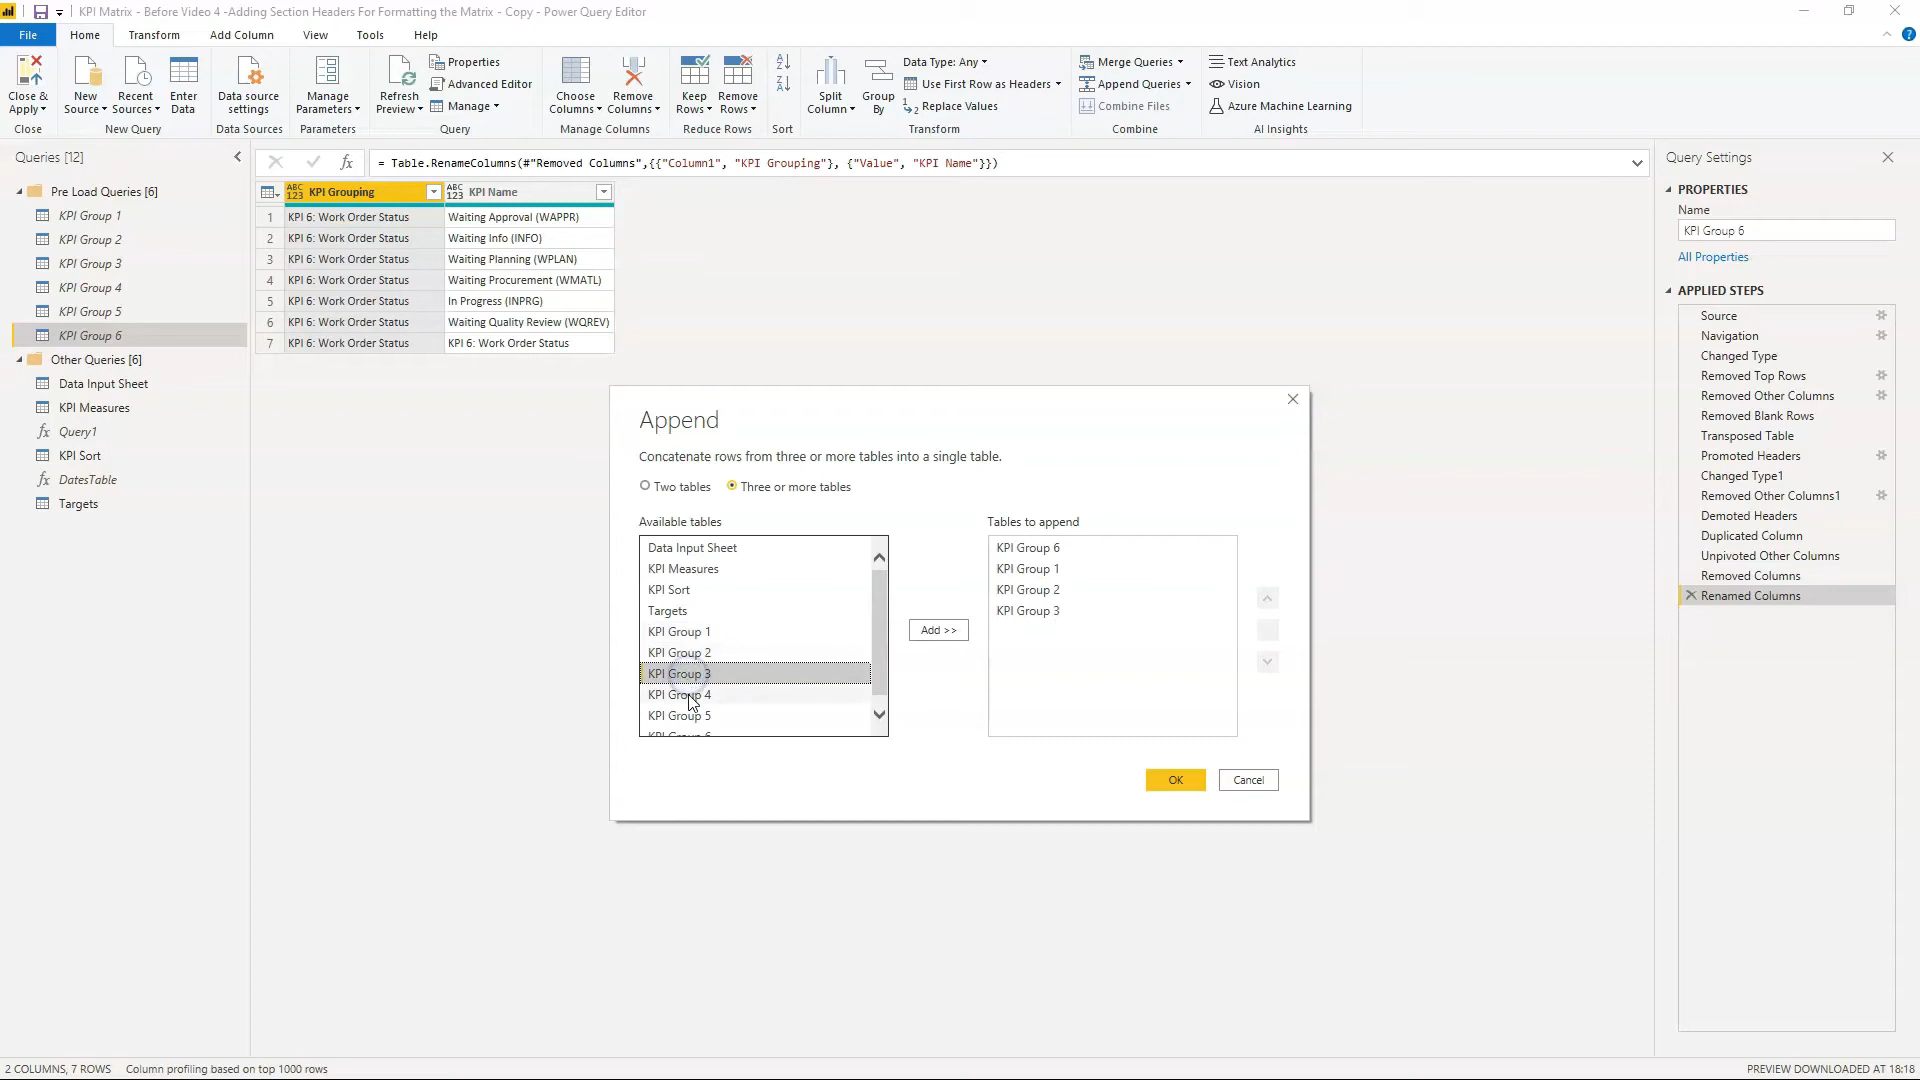 KPI Matrix - Before Video 4 -Adding Section Headers For Formatting the Matrix - Copy - Power Query Editor
File Home Transform Add Column View Tools Help
Close & Apply
New Source
Recent Sources
Enter Data
Data source settings
Manage Parameters
Refresh Preview
Properties
Advanced Editor
Manage
Choose Columns
Remove Columns
Keep Rows
Remove Rows
Split Column
Group By
Data Type: Any
Use First Row as Headers
Replace Values
Merge Queries
Append Queries
Combine Files
Text Analytics
Vision
Azure Machine Learning
Close New Query Data Sources Parameters Query Manage Columns Reduce Rows Sort Transform Combine AI Insights
Queries [12]
Pre Load Queries [6]
KPI Group 1
KPI Group 2
KPI Group 3
KPI Group 4
KPI Group 5
KPI Group 6
Other Queries [6]
Data Input Sheet
KPI Measures
fx Query1
KPI Sort
fx DatesTable
Targets
fx = Table.RenameColumns(#"Removed Columns",{{"Column1", "KPI Grouping"}, {"Value", "KPI Name"}})
ABC 123 KPI Grouping ABC 123 KPI Name
1 KPI 6: Work Order Status Waiting Approval (WAPPR)
2 KPI 6: Work Order Status Waiting Info (INFO)
3 KPI 6: Work Order Status Waiting Planning (WPLAN)
4 KPI 6: Work Order Status Waiting Procurement (WMATL)
5 KPI 6: Work Order Status In Progress (INPRG)
6 KPI 6: Work Order Status Waiting Quality Review (WQREV)
7 KPI 6: Work Order Status KPI 6: Work Order Status
Append
Concatenate rows from three or more tables into a single table.
Two tables Three or more tables
Available tables
Data Input Sheet
KPI Measures
KPI Sort
Targets
KPI Group 1
KPI Group 2
KPI Group 3
KPI Group 4
KPI Group 5
KPI Group 6
Add >>
Tables to append
KPI Group 6
KPI Group 1
KPI Group 2
KPI Group 3
OK Cancel
Query Settings
PROPERTIES
Name
KPI Group 6
All Properties
APPLIED STEPS
Source
Navigation
Changed Type
Removed Top Rows
Removed Other Columns
Removed Blank Rows
Transposed Table
Promoted Headers
Changed Type1
Removed Other Columns1
Demoted Headers
Duplicated Column
Unpivoted Other Columns
Removed Columns
Renamed Columns
2 COLUMNS, 7 ROWS Column profiling based on top 1000 rows PREVIEW DOWNLOADED AT 18:18